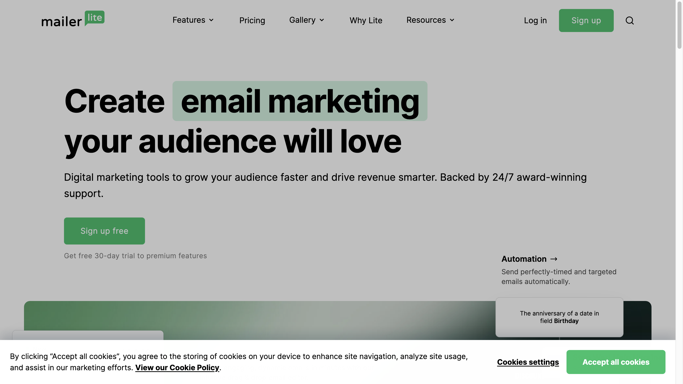 mailer lite
Features
Pricing
Gallery
Why Lite
Resources
Log in
Sign up
Create email marketing
your audience will love
Digital marketing tools to grow your audience faster and drive revenue smarter. Backed by 24/7 award-winning
support.
Sign up free
Get free 30-day trial to premium features
Automation →
Send perfectly-timed and targeted
emails automatically.
The anniversary of a date in
field Birthday
By clicking “Accept all cookies”, you agree to the storing of cookies on your device to enhance site navigation, analyze site usage,
and assist in our marketing efforts. View our Cookie Policy.
Cookies settings
Accept all cookies